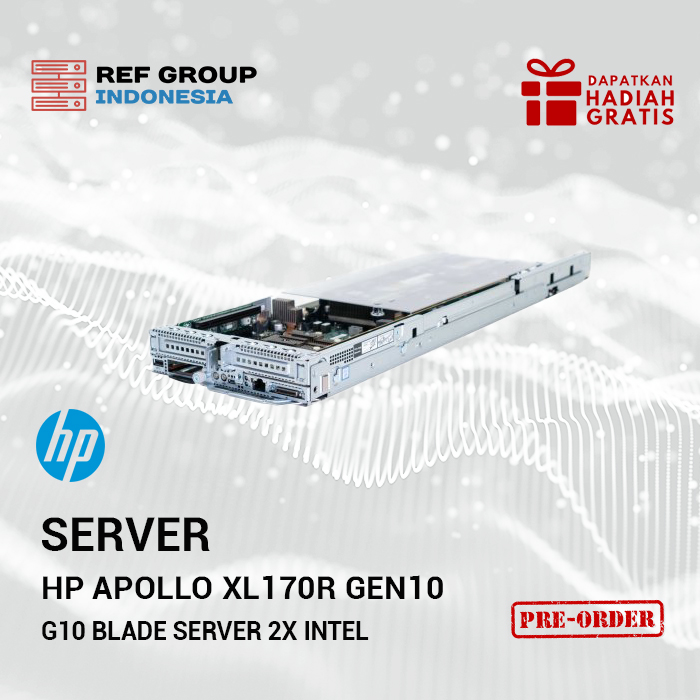 REF GROUP
INDONESIA
DAPATKAN
HADIAH
GRATIS
hp
SERVER
HP APOLLO XL170R GEN10
G10 BLADE SERVER 2X INTEL
PRE-ORDER